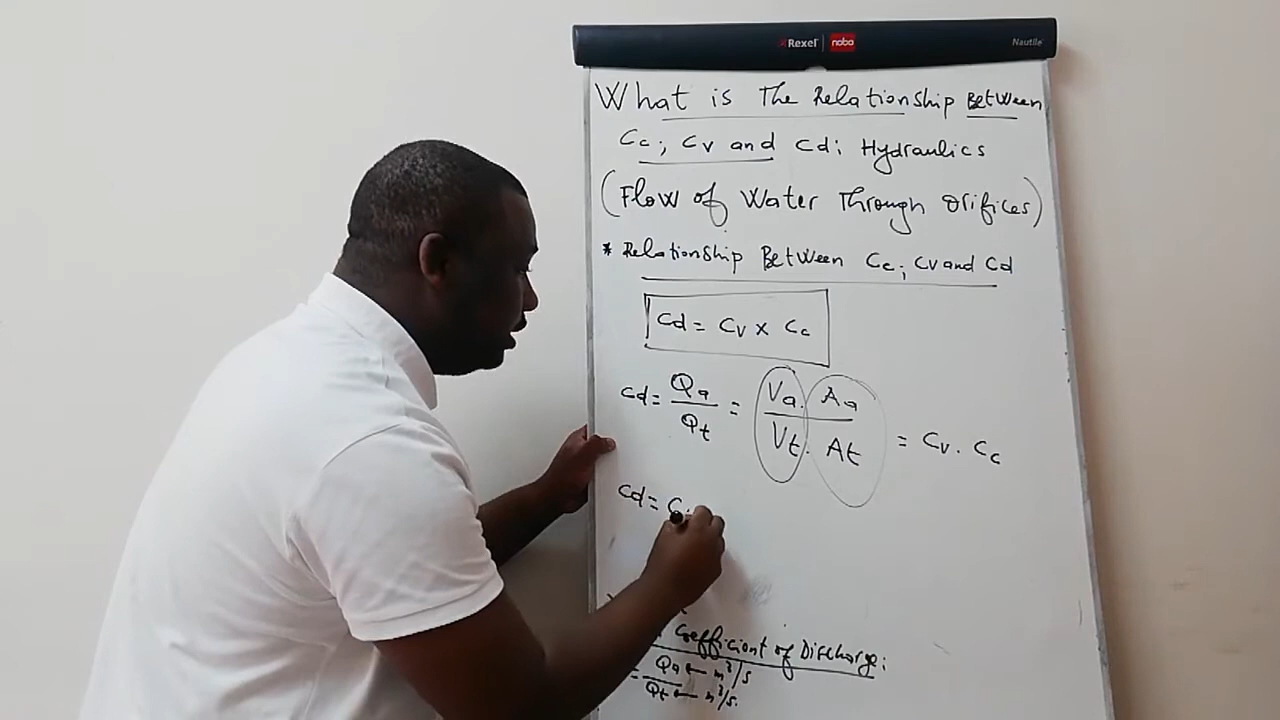 Rexel nobo Nautile
What is The Relationship Between
Cc; Cv and Cd: Hydraulics
(Flow of Water Through Orifices)
* Relationship Between Cc; Cv and Cd
Cd = Cv x Cc
Cd = Qa/Qt = Va. Aa/Vt. At = Cv. Cc
Cd = C
Coefficient of Discharge:
= Qa ← m³/s
Qt ← m³/s.